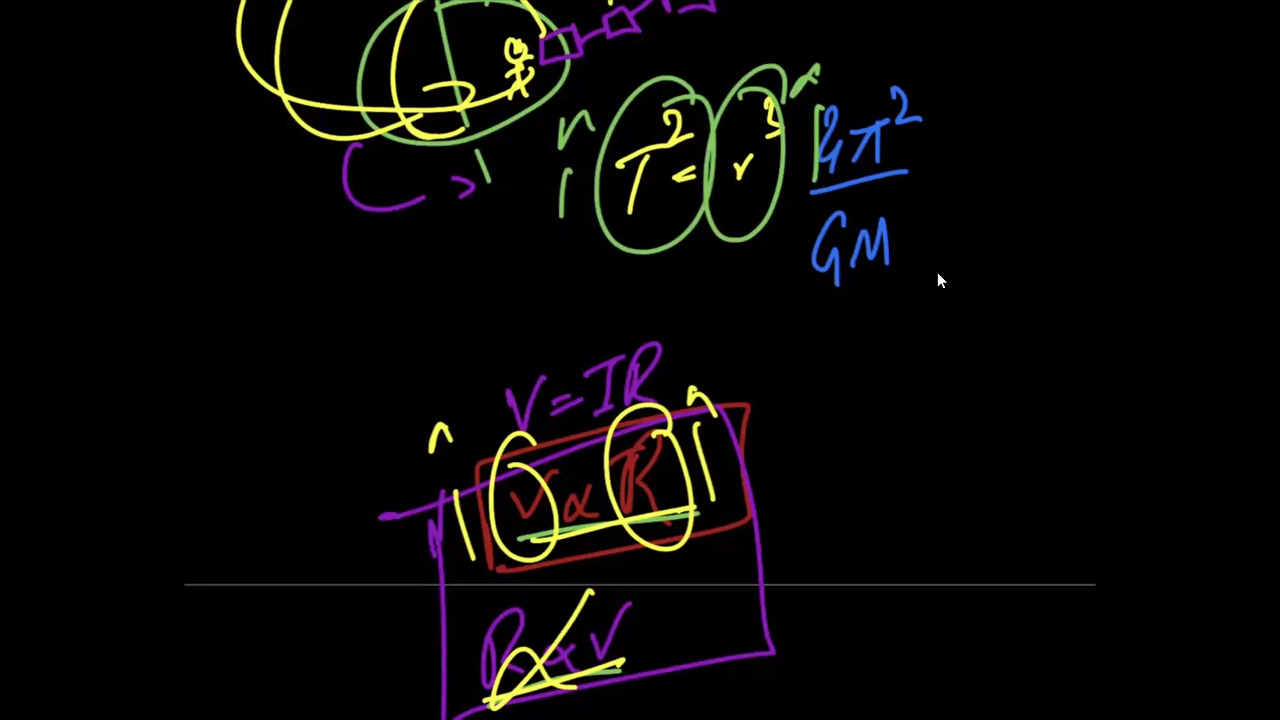 T² = r³ 4π²
GM
V = IR
V ∝ R
R ∝ V